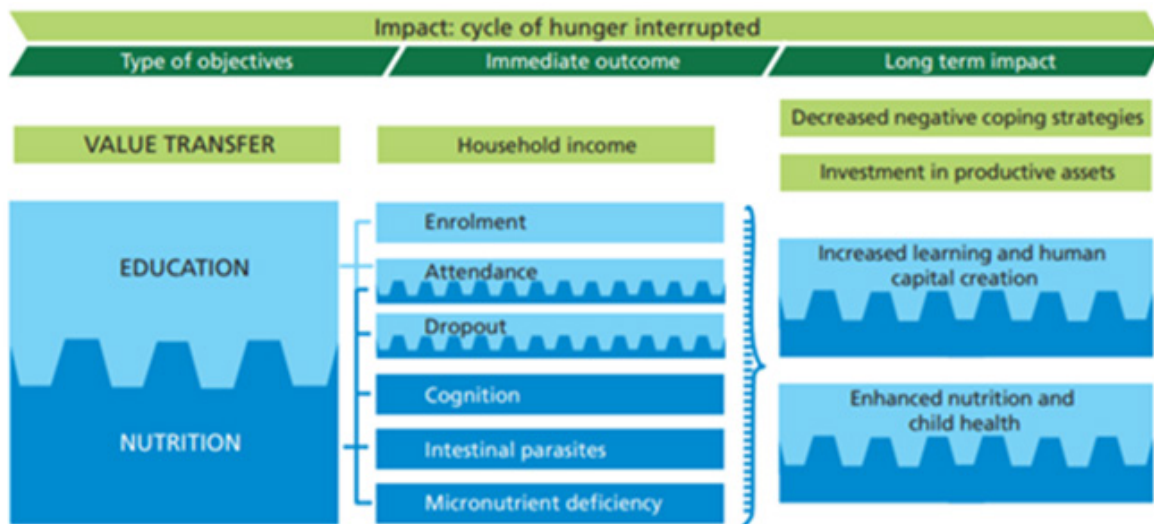 Impact: cycle of hunger interrupted
Type of objectives
Immediate outcome
Long term impact
VALUE TRANSFER
Household income
Decreased negative coping strategies
Investment in productive assets
EDUCATION
NUTRITION
Enrolment
Attendance
Dropout
Cognition
Intestinal parasites
Micronutrient deficiency
Increased learning and human
capital creation
Enhanced nutrition and
child health